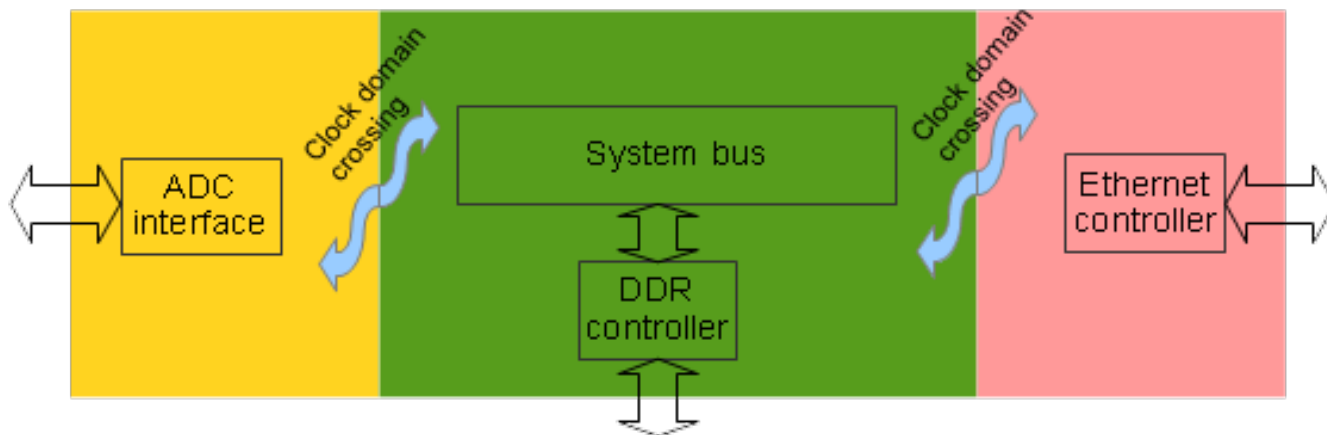 Clock domain
crossing
Clock domain
crossing
System bus
ADC
interface
Ethernet
controller
DDR
controller